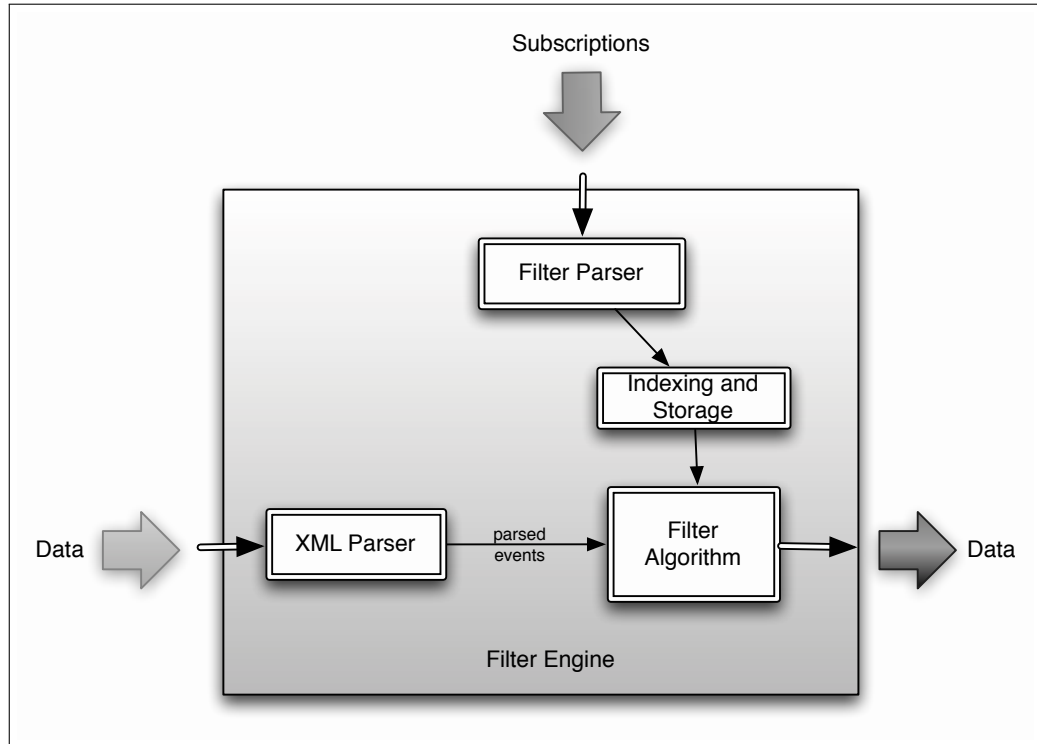 Subscriptions
Filter Parser
Indexing and
Storage
Data
XML Parser
parsed
events
Filter
Algorithm
Data
Filter Engine